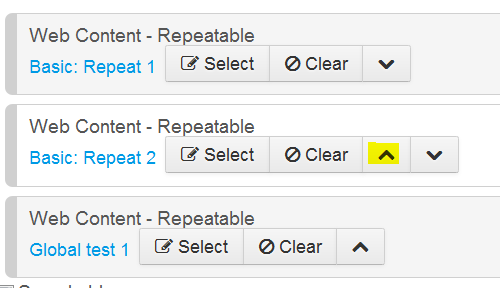 Web Content - Repeatable
Basic: Repeat 1 Select Clear
Web Content - Repeatable
Basic: Repeat 2 Select Clear
Web Content - Repeatable
Global test 1 Select Clear